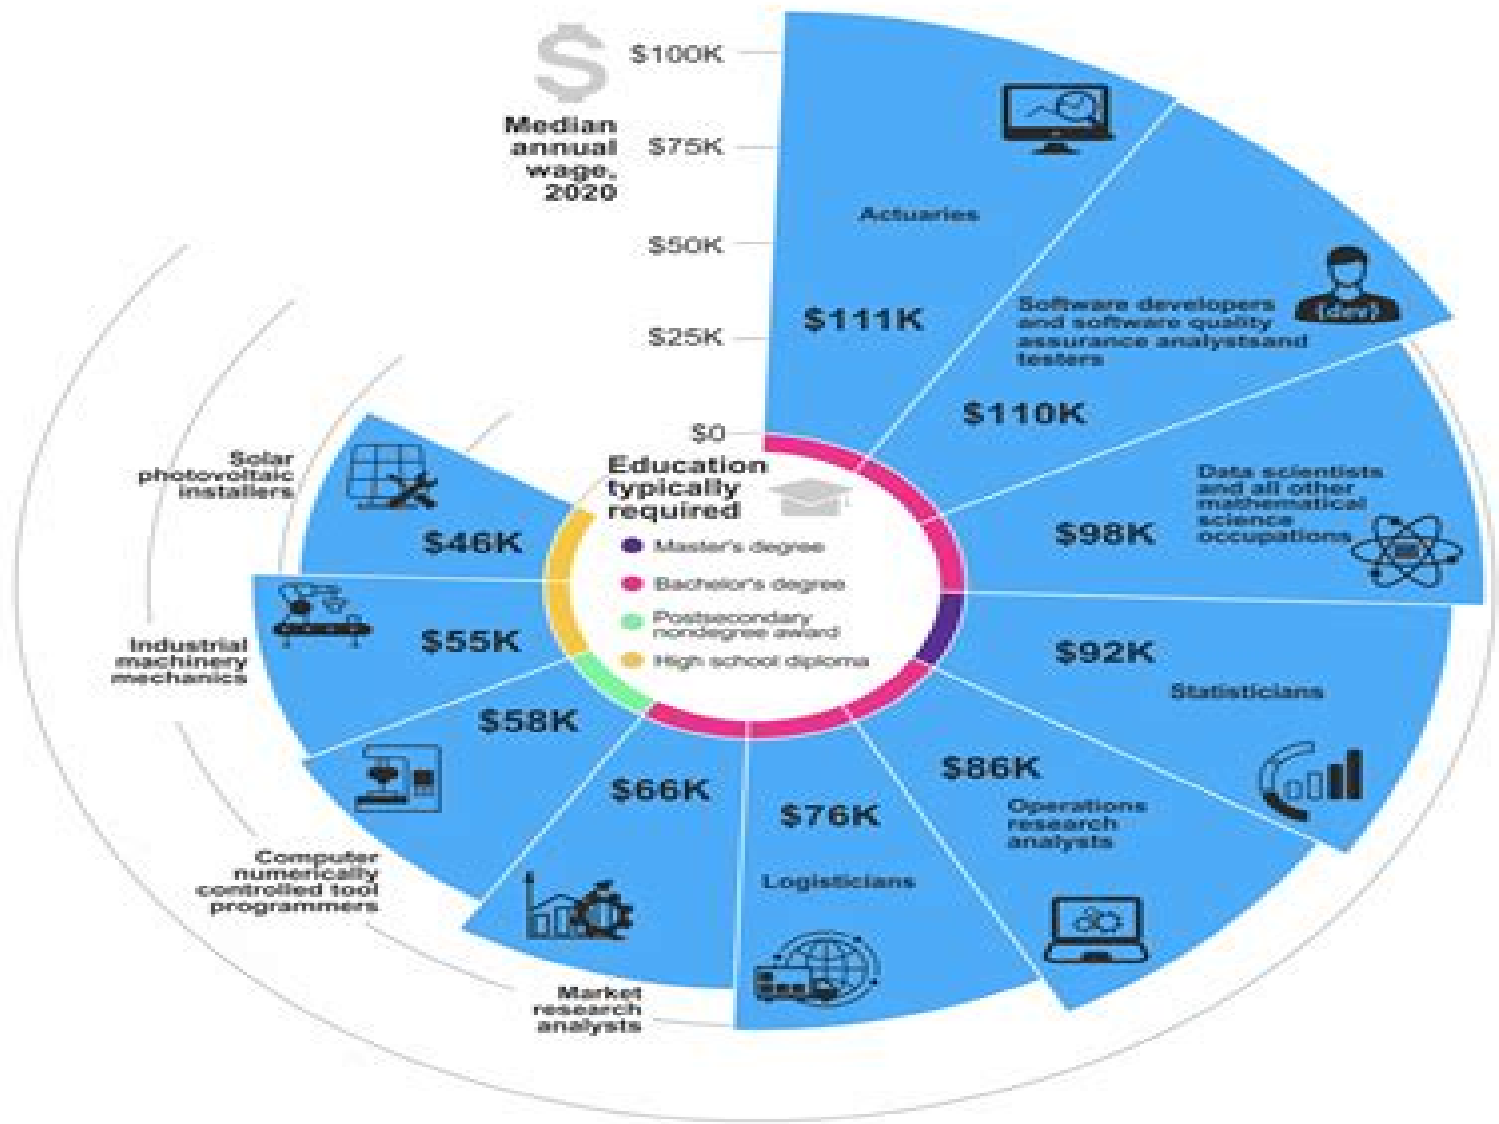 $100K
Median
annual
wage,
2020
$75K
$50K
$25K
$0
Actuaries
$111K
Software developers
and software quality
assurance analystsand
testers
{dev}
$110K
Data scientists
and all other
mathematical
science
occupations
$98K
$92K
Statisticians
$86K
Operations
research
analysts
$76K
Logisticians
$66K
Market
research
analysts
$58K
Computer
numerically
controlled tool
programmers
$55K
Industrial
machinery
mechanics
$46K
Solar
photovoltaic
installers
Education
typically
required
Master's degree
Bachelor's degree
Postsecondary
nondegree award
High school diploma